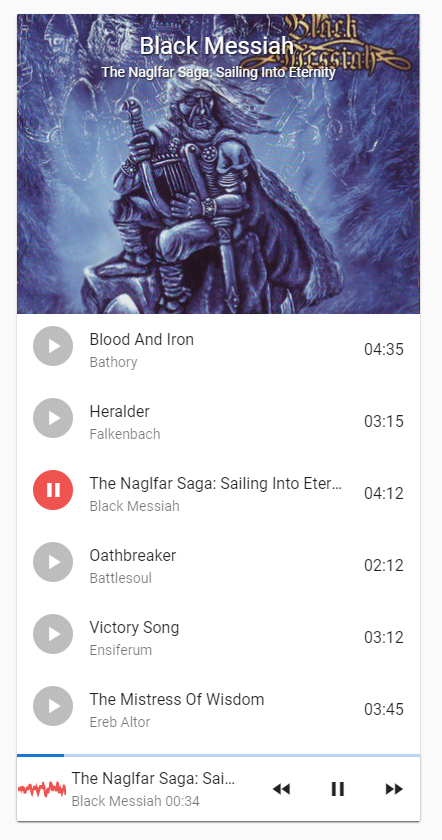 Black Messiah
Black Messiah
The Naglfar Saga: Sailing Into Eternity
Blood And Iron
Bathory
04:35
Heralder
Falkenbach
03:15
The Naglfar Saga: Sailing Into Eter...
Black Messiah
04:12
Oathbreaker
Battlesoul
02:12
Victory Song
Ensiferum
03:12
The Mistress Of Wisdom
Ereb Altor
03:45
The Naglfar Saga: Sai...
Black Messiah 00:34